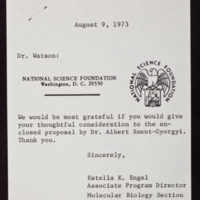 August 9, 1973
Dr. Watson:
NATIONAL SCIENCE FOUNDATION
Washington, D. C. 20550
NATIONAL SCIENCE FOUNDATION
We would be most grateful if you would give
your thoughtful consideration to the en-
closed proposal by Dr. Albert Szent-Gyorgyi.
Thank you.
Sincerely,
Estella K. Engel
Associate Program Director
Molecular Biology Section